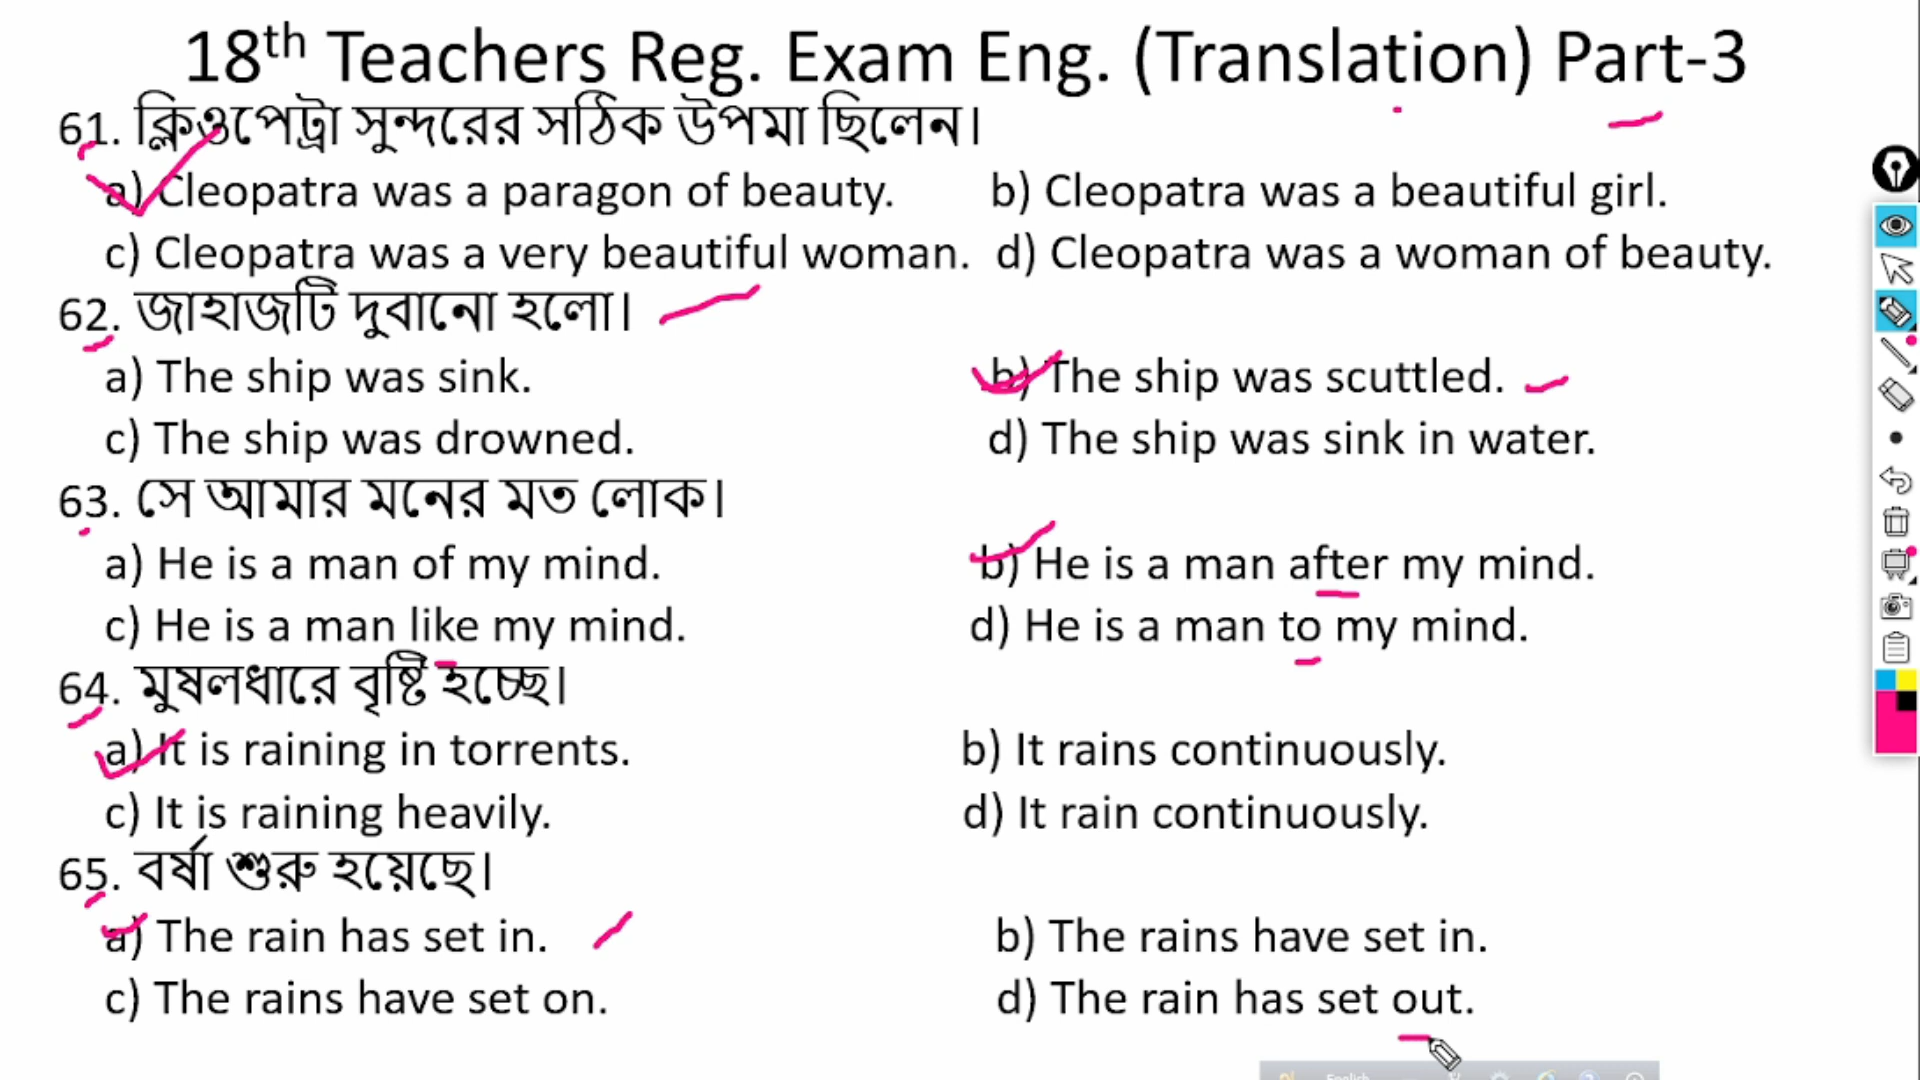 18th Teachers Reg. Exam Eng. (Translation) Part-3
61. ক্লিওপেট্রা সুন্দরের সঠিক উপমা ছিলেন।
a) Cleopatra was a paragon of beauty. b) Cleopatra was a beautiful girl.
c) Cleopatra was a very beautiful woman. d) Cleopatra was a woman of beauty.
62. জাহাজটি দুবানো হলো।
a) The ship was sink. b) The ship was scuttled.
c) The ship was drowned. d) The ship was sink in water.
63. সে আমার মনের মত লোক।
a) He is a man of my mind. b) He is a man after my mind.
c) He is a man like my mind. d) He is a man to my mind.
64. মুষলধারে বৃষ্টি হচ্ছে।
a) It is raining in torrents. b) It rains continuously.
c) It is raining heavily. d) It rain continuously.
65. বর্ষা শুরু হয়েছে।
a) The rain has set in. b) The rains have set in.
c) The rains have set on. d) The rain has set out.
English